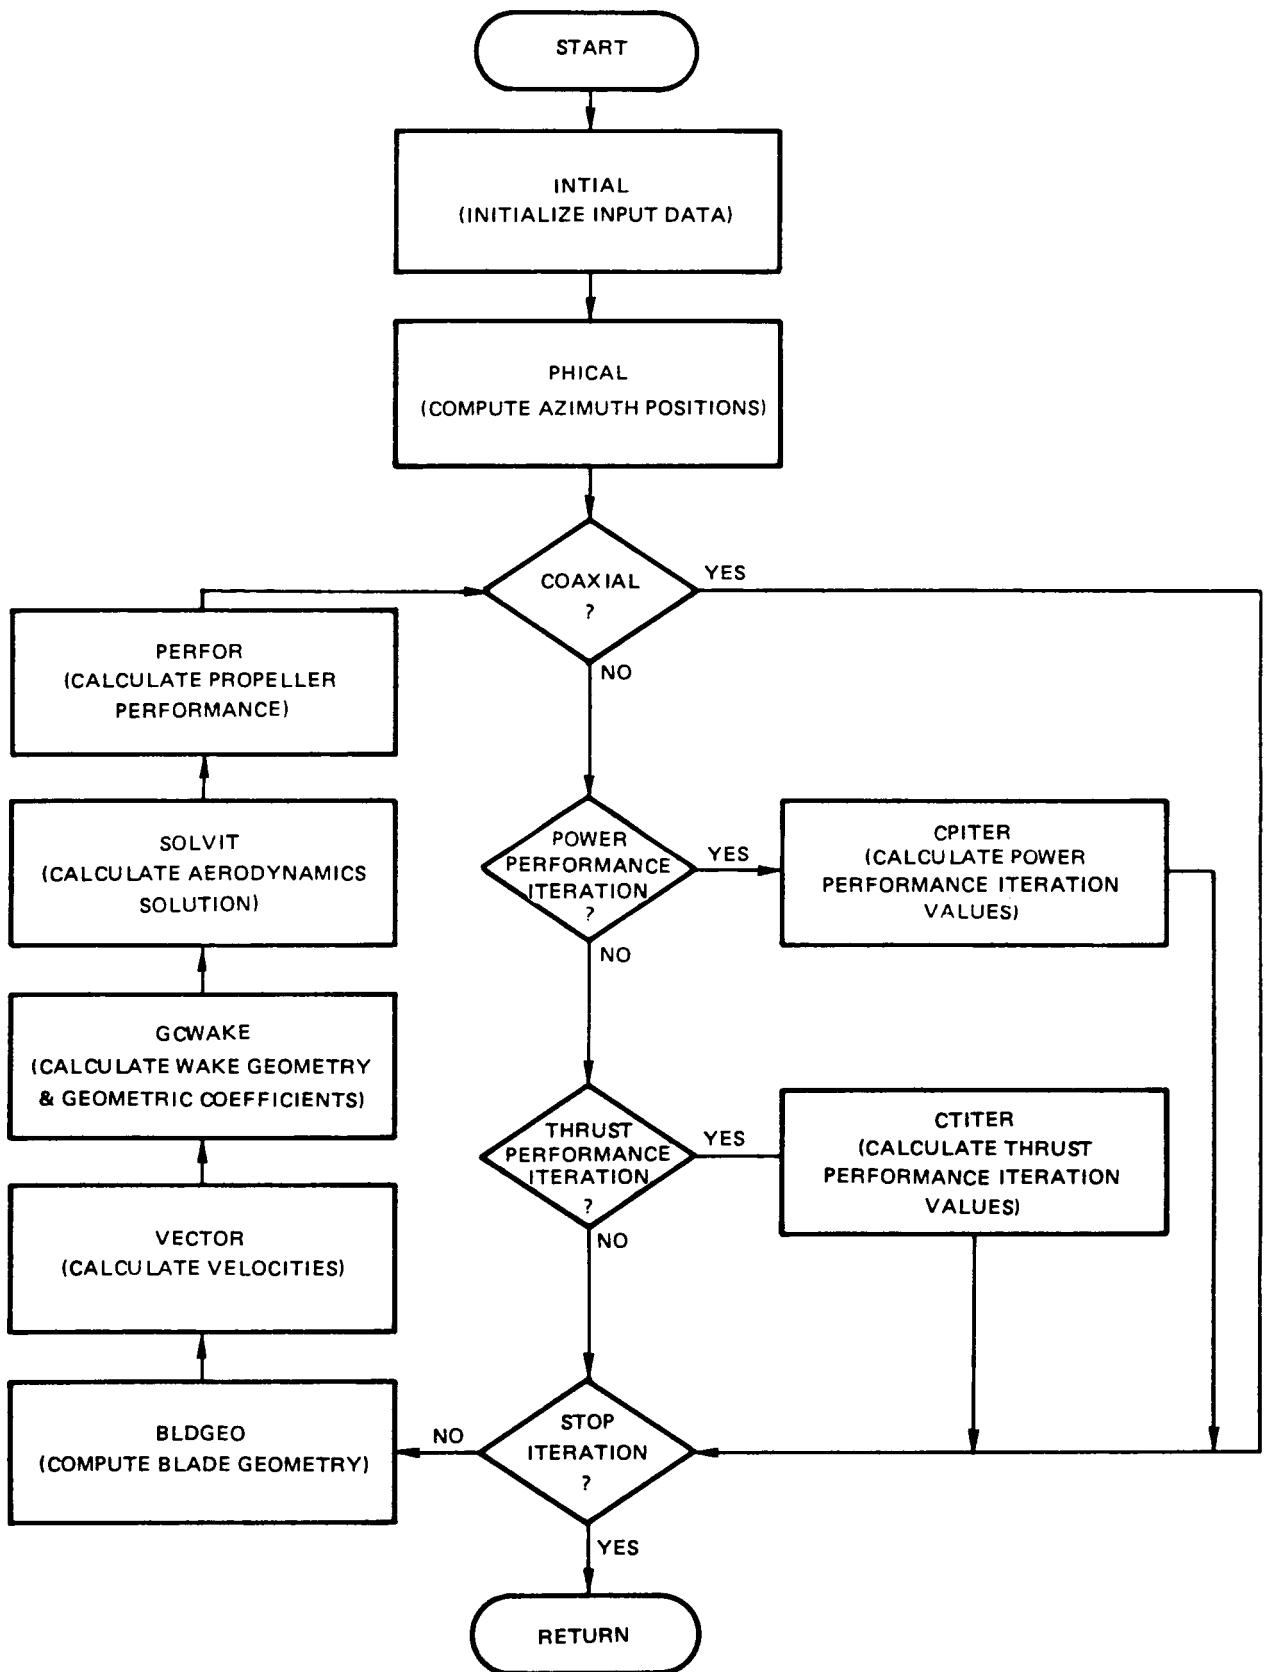 START
INTIAL
(INITIALIZE INPUT DATA)
PHICAL
(COMPUTE AZIMUTH POSITIONS)
COAXIAL
?
YES
NO
PERFOR
(CALCULATE PROPELLER
PERFORMANCE)
SOLVIT
(CALCULATE AERODYNAMICS
SOLUTION)
POWER
PERFORMANCE
ITERATION
?
YES
NO
CPITER
(CALCULATE POWER
PERFORMANCE ITERATION
VALUES)
GCWAKE
(CALCULATE WAKE GEOMETRY
& GEOMETRIC COEFFICIENTS)
THRUST
PERFORMANCE
ITERATION
?
YES
NO
CTITER
(CALCULATE THRUST
PERFORMANCE ITERATION
VALUES)
VECTOR
(CALCULATE VELOCITIES)
BLDGEO
(COMPUTE BLADE GEOMETRY)
NO
STOP
ITERATION
?
YES
RETURN